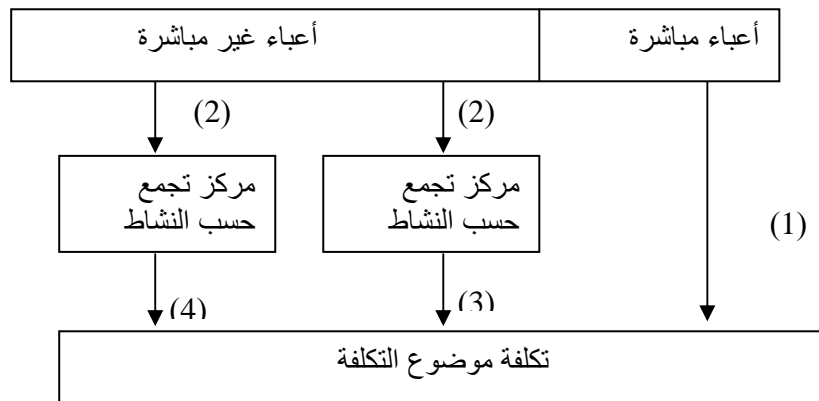 أعباء مباشرة
أعباء غير مباشرة
(2)
(2)
مركز تجمع
حسب النشاط
مركز تجمع
حسب النشاط
(1)
(3)
(4)
تكلفة موضوع التكلفة